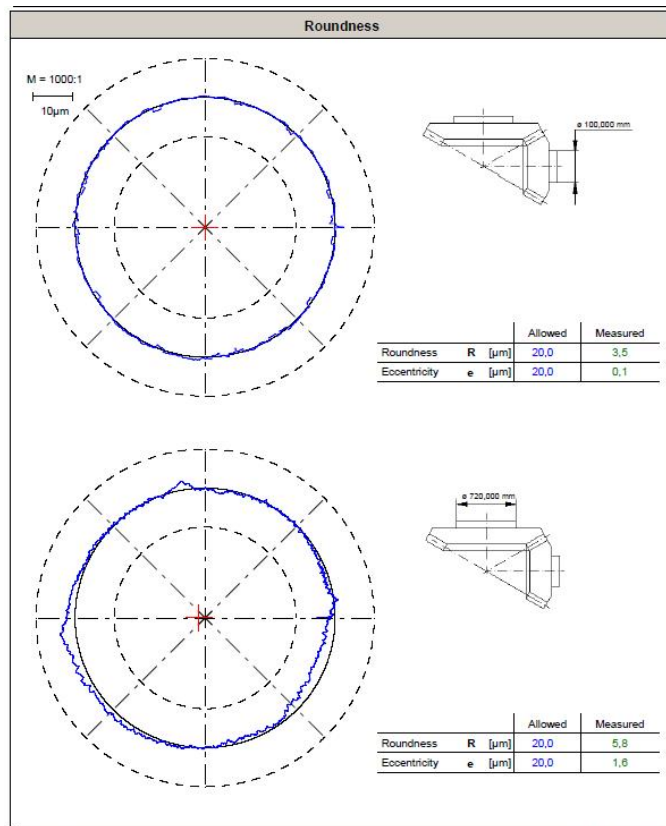 Roundness
M = 1000:1
10µm
ø 100,000 mm
Allowed Measured
Roundness R [µm] 20,0 3,5
Eccentricity e [µm] 20,0 0,1
ø 720,000 mm
Allowed Measured
Roundness R [µm] 20,0 5,8
Eccentricity e [µm] 20,0 1,6